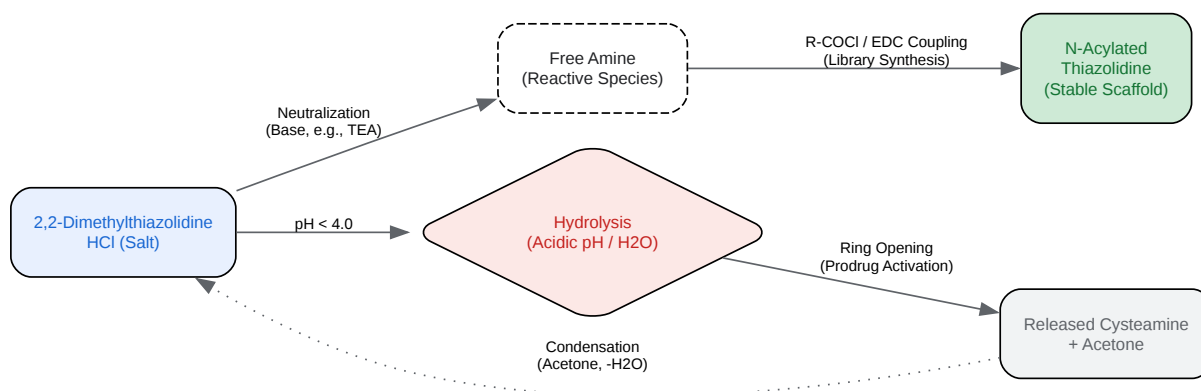 Free Amine
(Reactive Species)
R-COCl / EDC Coupling
(Library Synthesis)
N-Acylated
Thiazolidine
(Stable Scaffold)
Neutralization
(Base, e.g., TEA)
2,2-Dimethylthiazolidine
HCl (Salt)
pH < 4.0
Hydrolysis
(Acidic pH / H2O)
Ring Opening
(Prodrug Activation)
Released Cysteamine
+ Acetone
Condensation
(Acetone, -H2O)